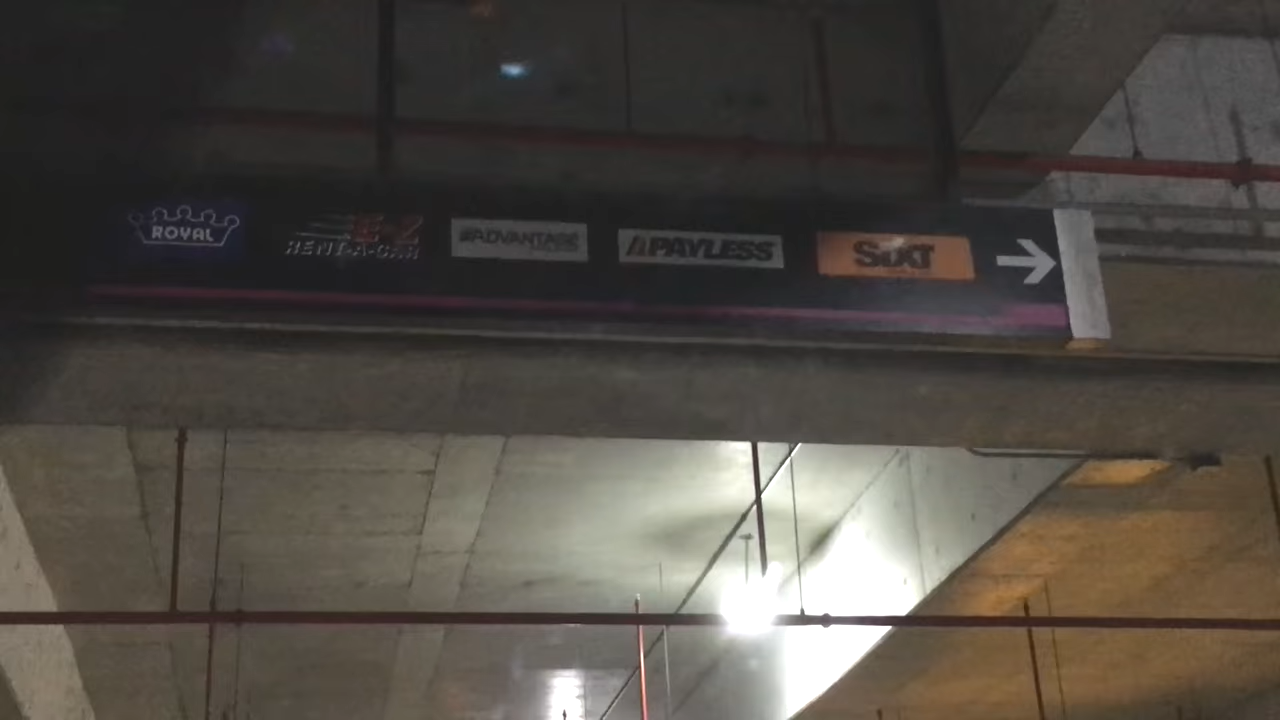 ROYAL
E-Z
RENT-A-CAR
ADVANTAGE
PAYLESS
SIXT